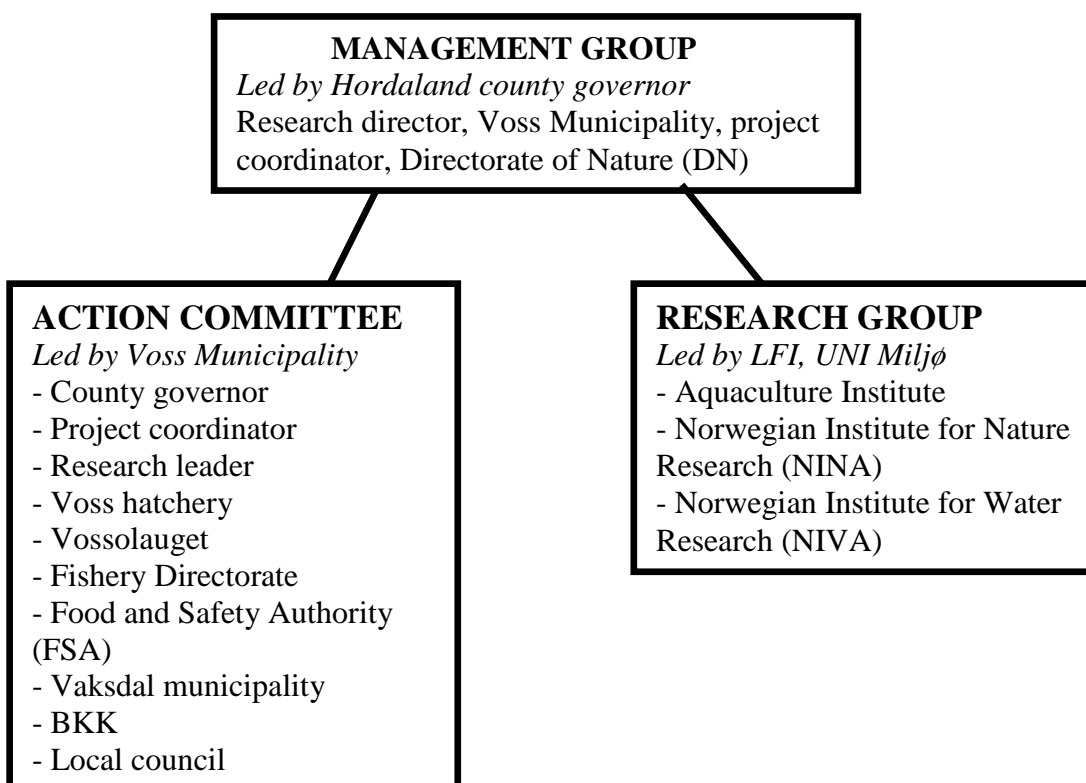 MANAGEMENT GROUP
Led by Hordaland county governor
Research director, Voss Municipality, project
coordinator, Directorate of Nature (DN)
ACTION COMMITTEE
Led by Voss Municipality
- County governor
- Project coordinator
- Research leader
- Voss hatchery
- Vossolauget
- Fishery Directorate
- Food and Safety Authority
(FSA)
- Vaksdal municipality
- BKK
- Local council
RESEARCH GROUP
Led by LFI, UNI Miljø
- Aquaculture Institute
- Norwegian Institute for Nature
Research (NINA)
- Norwegian Institute for Water
Research (NIVA)